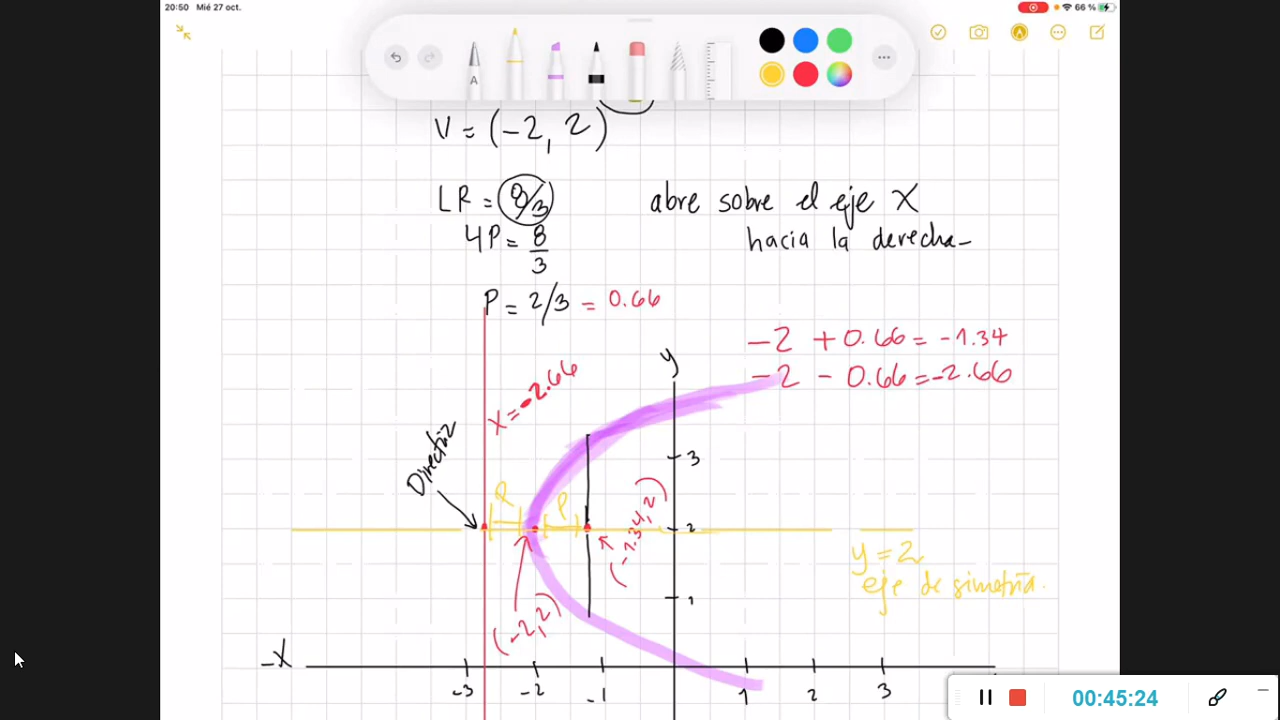 20:50 Mié 27 oct.
66 %
A
V = (-2, 2)
LR = 8/3
abre sobre el eje X
hacia la derecha
4P = 8/3
P = 2/3 = 0.66
-2 + 0.66 = -1.34
-2 - 0.66 = -2.66
y
X = -2.66
Directriz
3
P P
2
(-1.34, 2)
y = 2
eje de simetría.
1
(-2, 2)
-X
-3 -2 -1 1 2 3
00:45:24